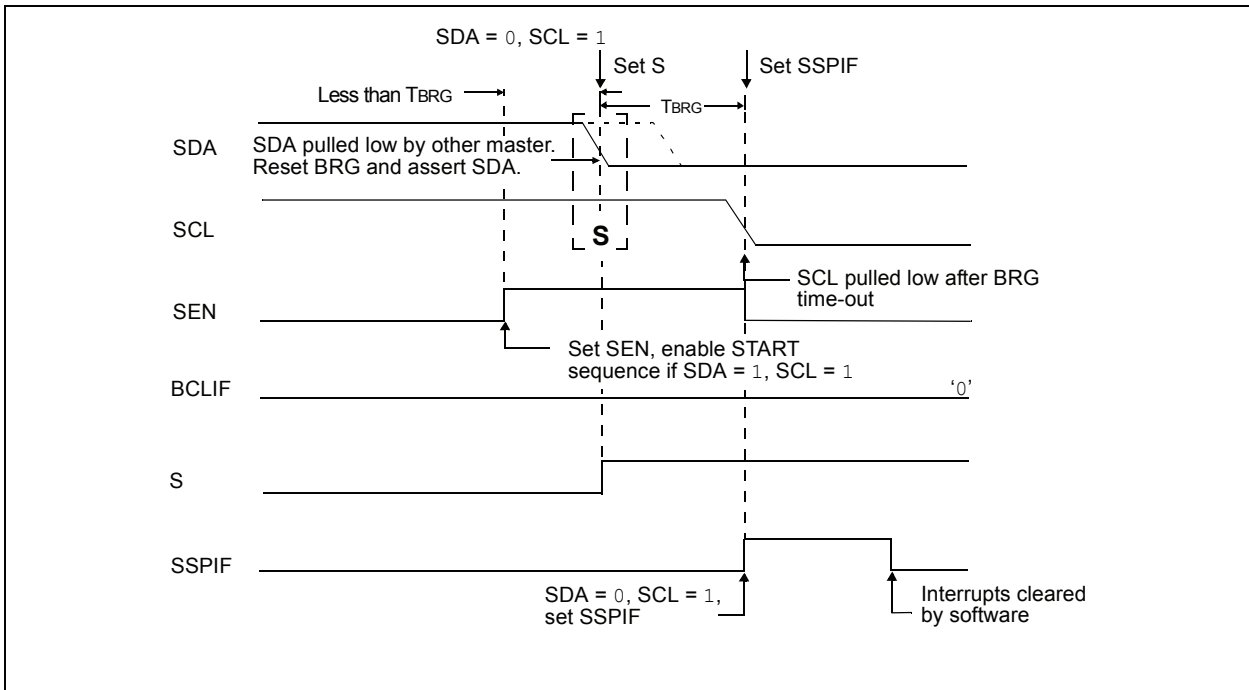 SDA = 0, SCL = 1
Set S
Set SSPIF
Less than TBRG
TBRG
SDA
SDA pulled low by other master.
Reset BRG and assert SDA.
SCL
S
SCL pulled low after BRG
time-out
SEN
Set SEN, enable START
sequence if SDA = 1, SCL = 1
BCLIF
‘0’
S
SSPIF
SDA = 0, SCL = 1,
set SSPIF
Interrupts cleared
by software